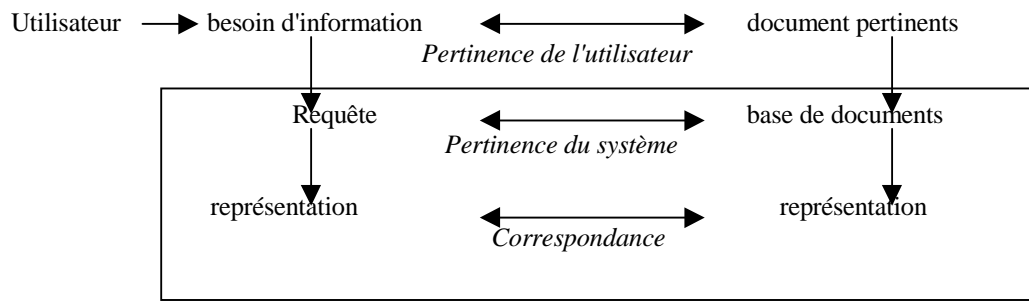 Utilisateur besoin d'information document pertinents
Pertinence de l'utilisateur
Requête base de documents
Pertinence du système
représentation représentation
Correspondance